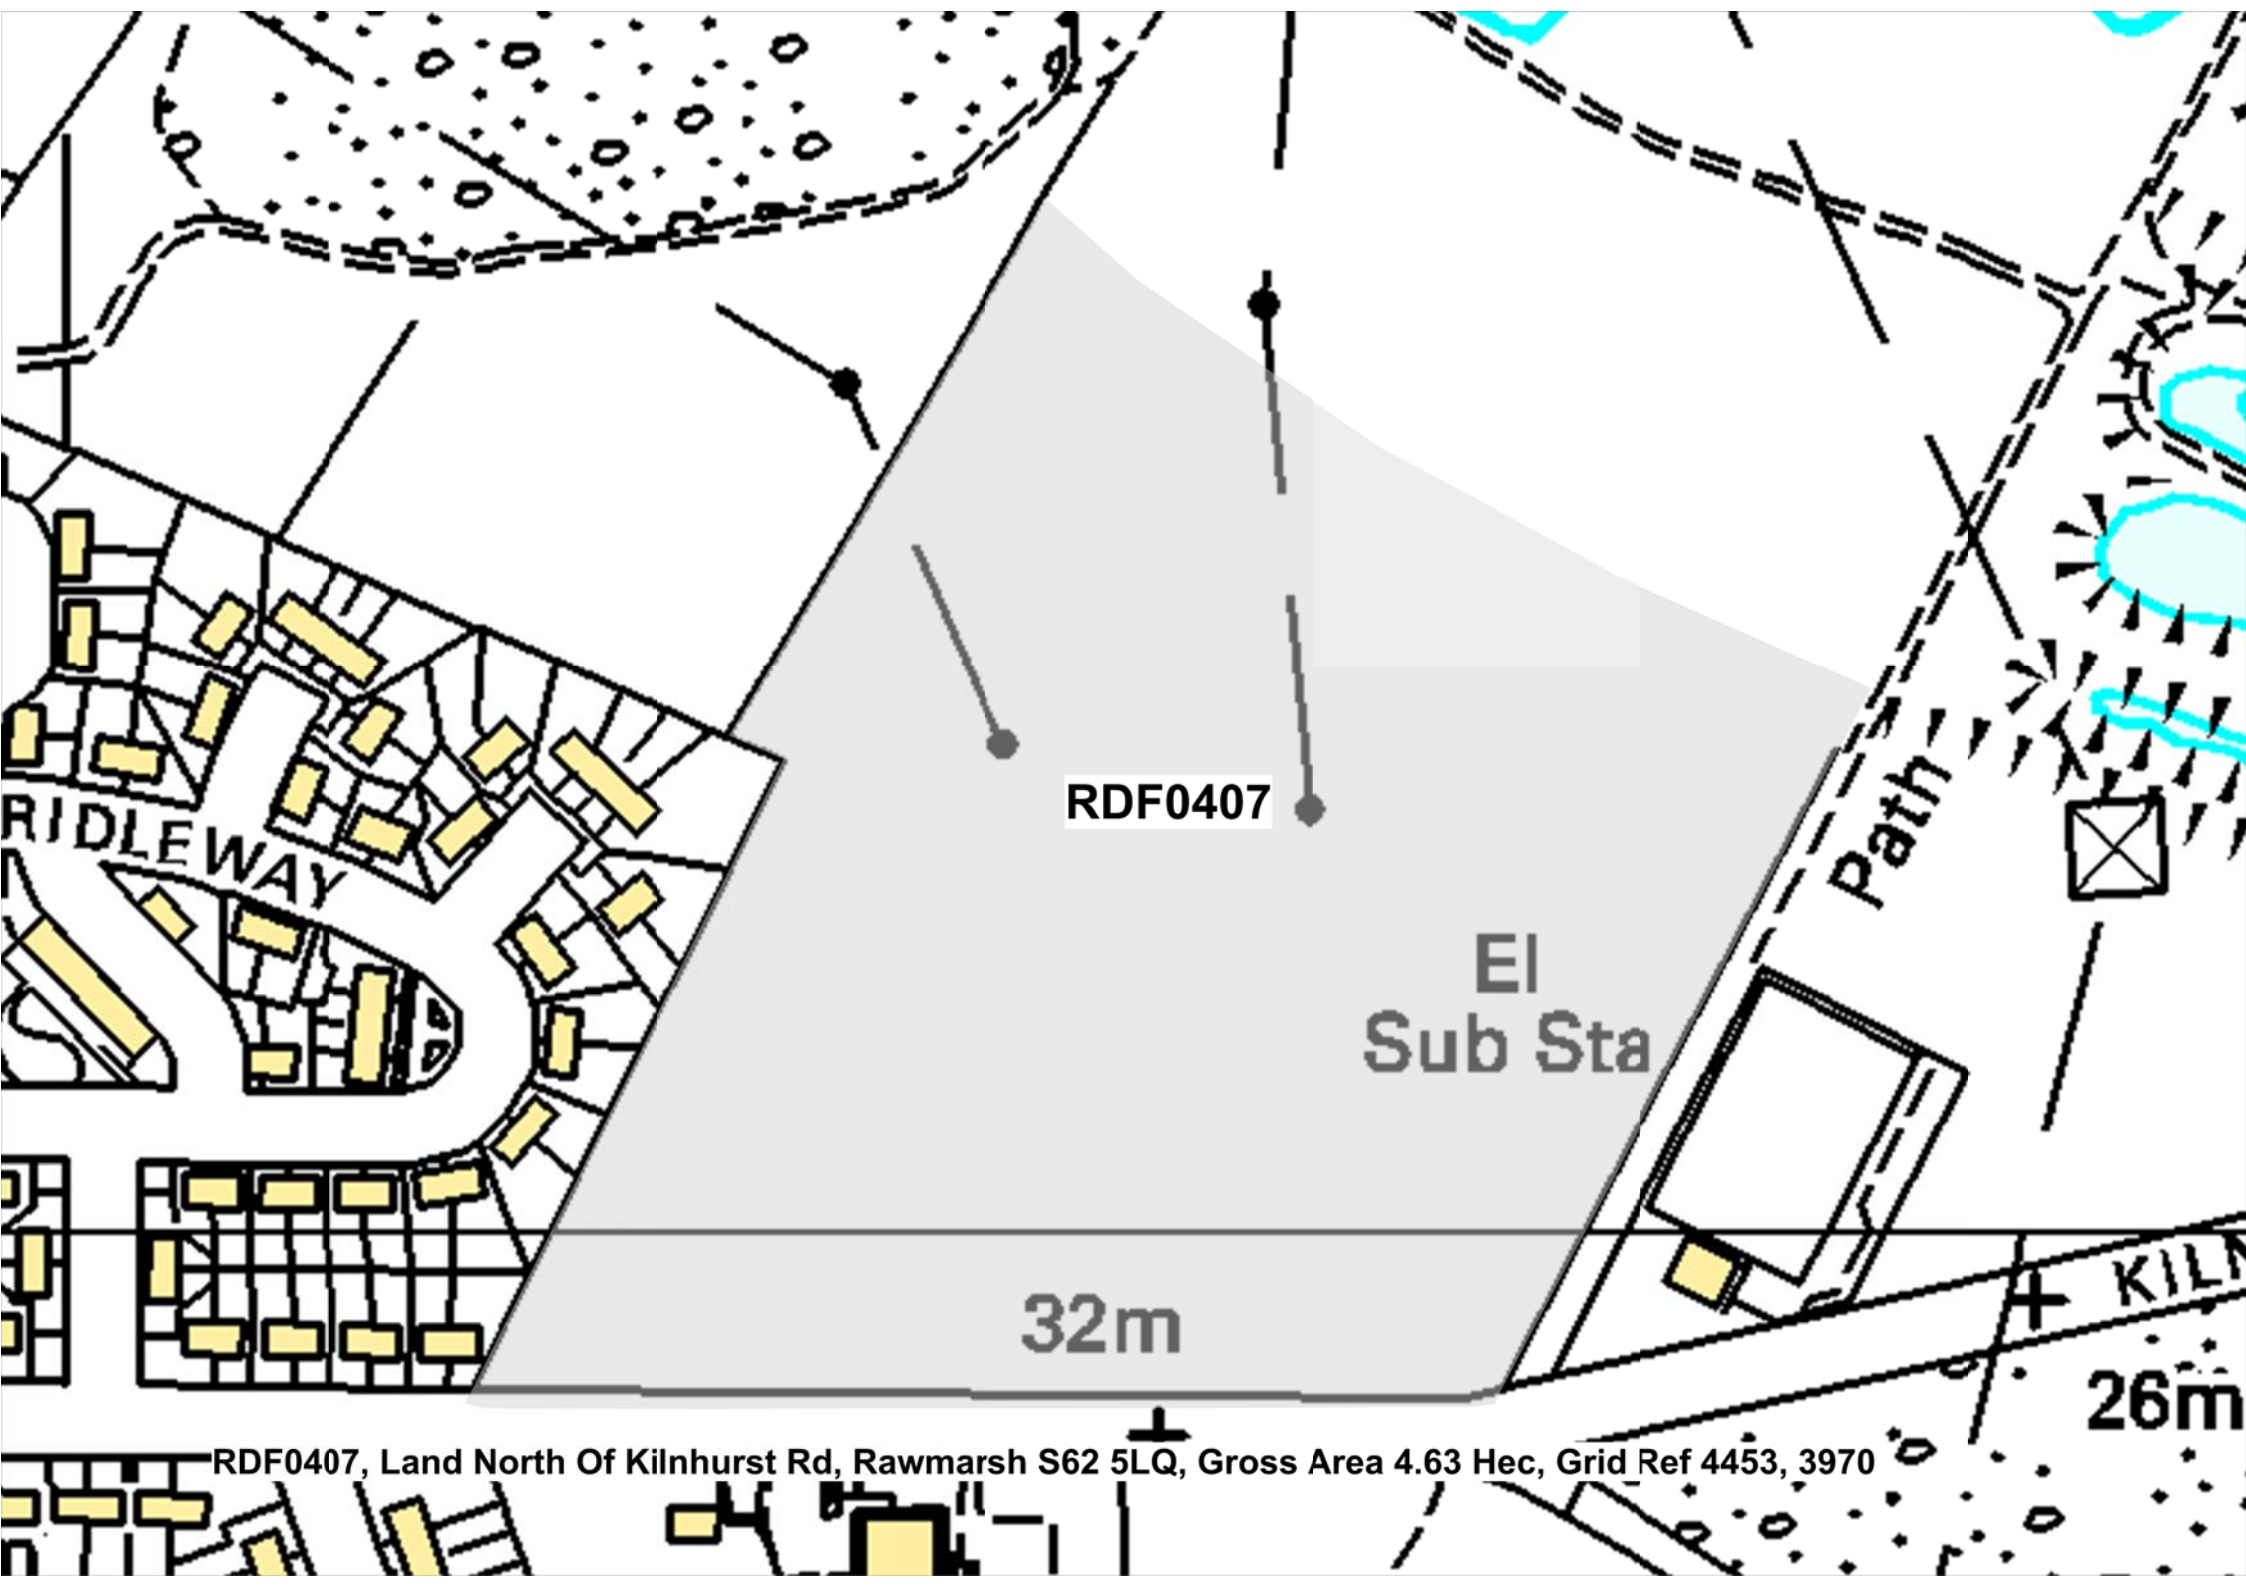 RIDLEWAY
RDF0407
Path
El
Sub Sta
32m
KILN
26m
RDF0407, Land North Of Kilnhurst Rd, Rawmarsh S62 5LQ, Gross Area 4.63 Hec, Grid Ref 4453, 3970